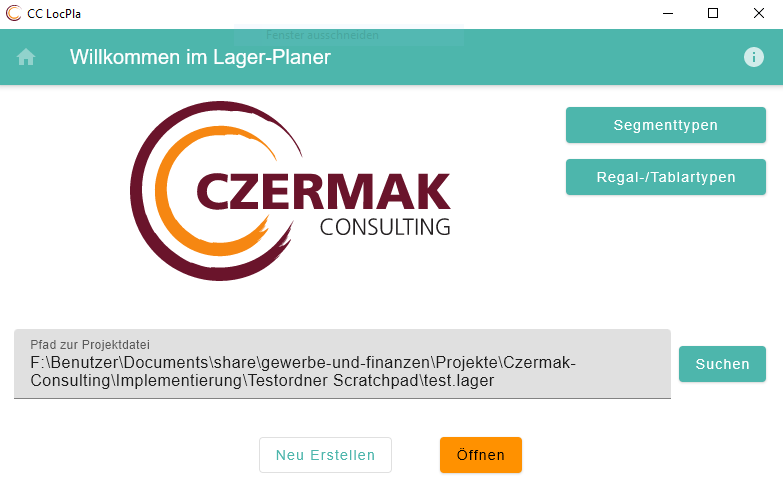 CC LocPla
Fenster ausschneiden
Willkommen im Lager-Planer
Segmenttypen
Regal-/Tablartypen
CZERMAK
CONSULTING
Pfad zur Projektdatei
F:\Benutzer\Documents\share\gewerbe-und-finanzen\Projekte\Czermak-
Consulting\Implementierung\Testordner Scratchpad\test.lager
Suchen
Neu Erstellen
Öffnen